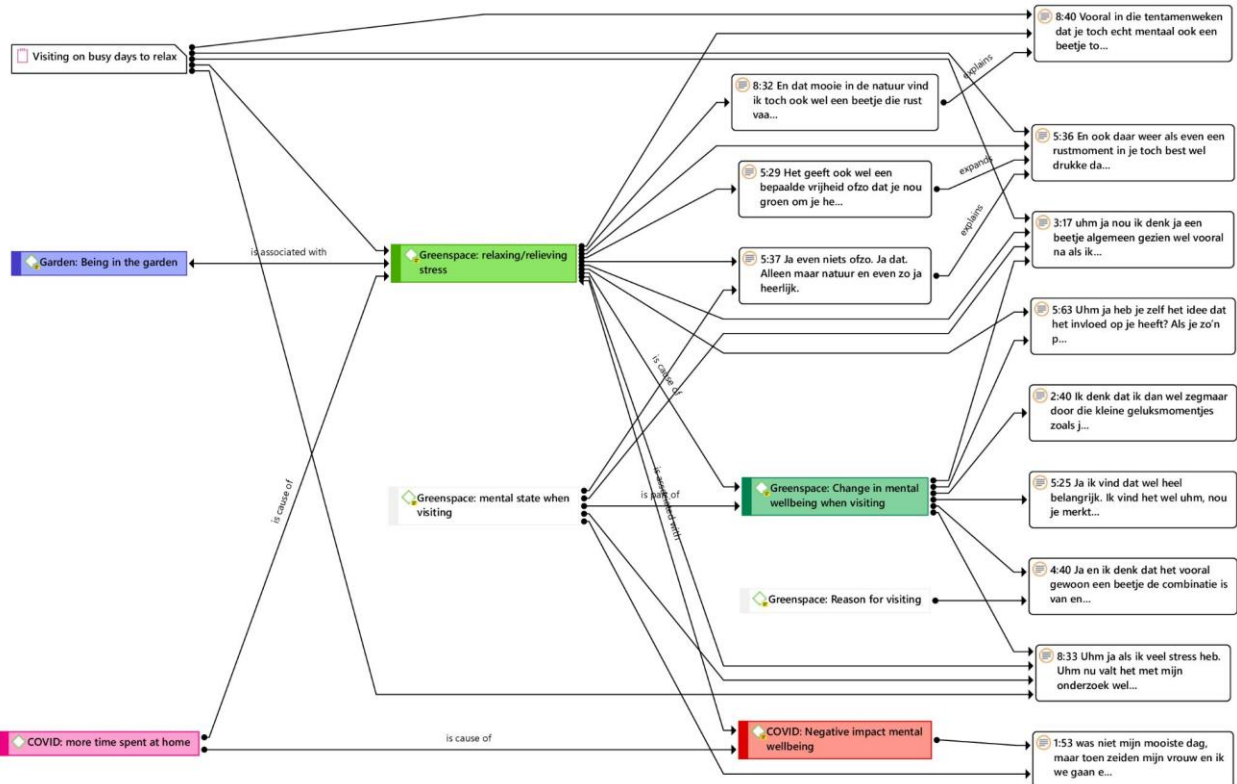 Visiting on busy days to relax
8:40 Vooral in die tentamenweken
dat je toch echt mentaal ook een
beetje to...
explains
8:32 En dat mooie in de natuur vind
ik toch ook wel een beetje die rust
vaa...
5:36 En ook daar weer als even een
rustmoment in je toch best wel
drukke da...
expands
5:29 Het geeft ook wel een
bepaalde vrijheid ofzo dat je nou
groen om je he...
explains
3:17 uhm ja nou ik denk ja een
beetje algemeen gezien wel vooral
na als ik...
Garden: Being in the garden
is associated with
Greenspace: relaxing/relieving
stress
5:37 Ja even niets ofzo. Ja dat.
Alleen maar natuur en even zo ja
heerlijk.
5:63 Uhm ja heb je zelf het idee dat
het invloed op je heeft? Als je zo'n
p...
is cause of
2:40 Ik denk dat ik dan wel zegmaar
door die kleine geluksmomentjes
zoals j...
is cause of
Greenspace: mental state when
visiting
is part of
is associated with
Greenspace: Change in mental
wellbeing when visiting
5:25 Ja ik vind dat wel heel
belangrijk. Ik vind het wel uhm, nou
je merkt...
Greenspace: Reason for visiting
4:40 Ja en ik denk dat het vooral
gewoon een beetje de combinatie is
van en...
8:33 Uhm ja als ik veel stress heb.
Uhm nu valt het met mijn
onderzoek wel...
COVID: more time spent at home
is cause of
COVID: Negative impact mental
wellbeing
1:53 was niet mijn mooiste dag,
maar toen zeiden mijn vrouw en ik
we gaan e...